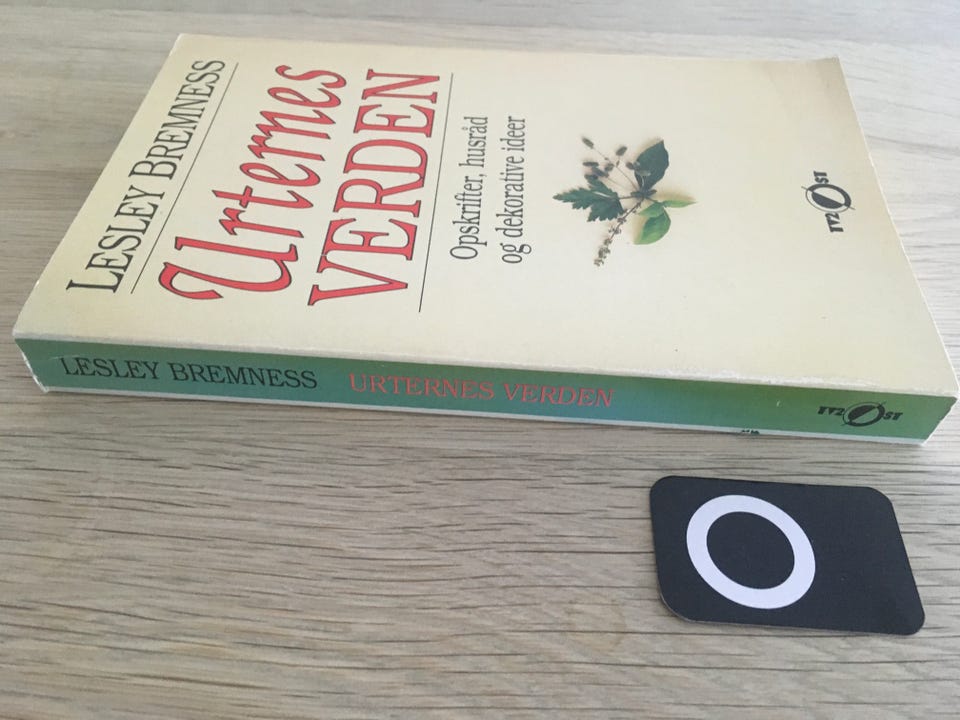 LESLEY BREMNESS
Urternes
VERDEN
Opskrifter, husråd
og dekorative ideer
TV2 ØST
LESLEY BREMNESS URTERNES VERDEN TV2 ØST
O